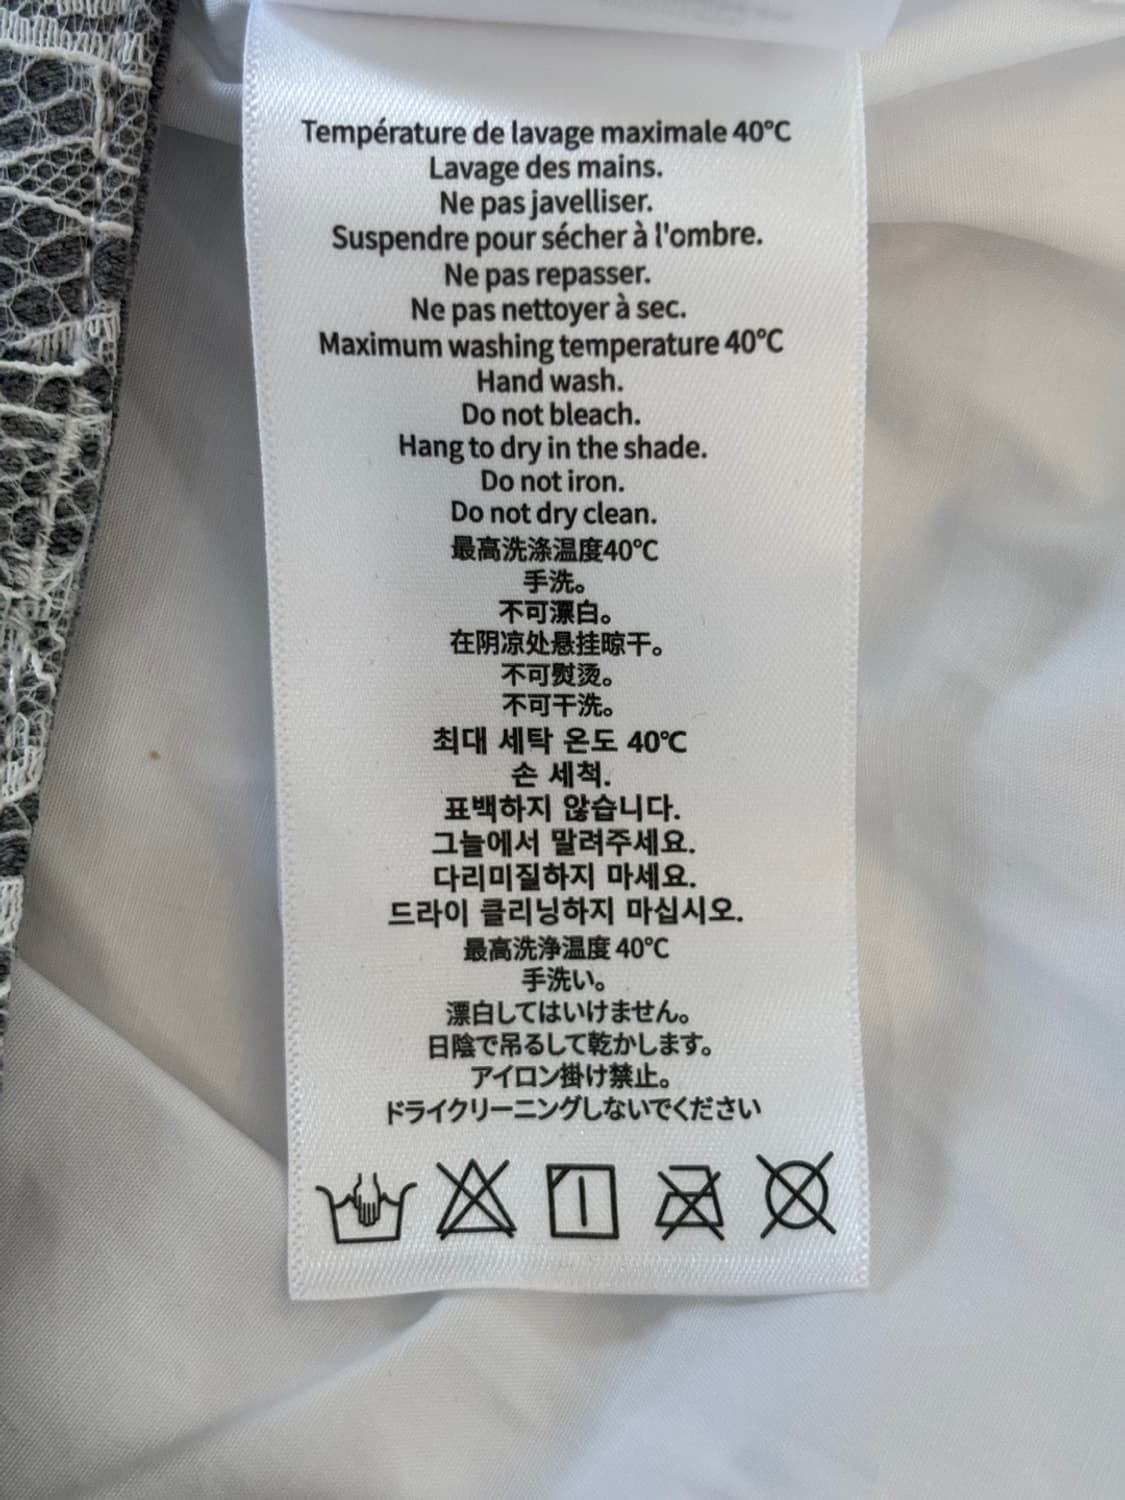 Température de lavage maximale 40°C
Lavage des mains.
Ne pas javelliser.
Suspendre pour sécher à l'ombre.
Ne pas repasser.
Ne pas nettoyer à sec.
Maximum washing temperature 40°C
Hand wash.
Do not bleach.
Hang to dry in the shade.
Do not iron.
Do not dry clean.
最高洗涤温度40℃
手洗。
不可漂白。
在阴凉处悬挂晾干。
不可熨烫。
不可干洗。
최대 세탁 온도 40℃
손 세척.
표백하지 않습니다.
그늘에서 말려주세요.
다리미질하지 마세요.
드라이 클리닝하지 마십시오.
最高洗浄温度 40℃
手洗い。
漂白してはいけません。
日陰で吊るして乾かします。
アイロン掛け禁止。
ドライクリーニングしないでください